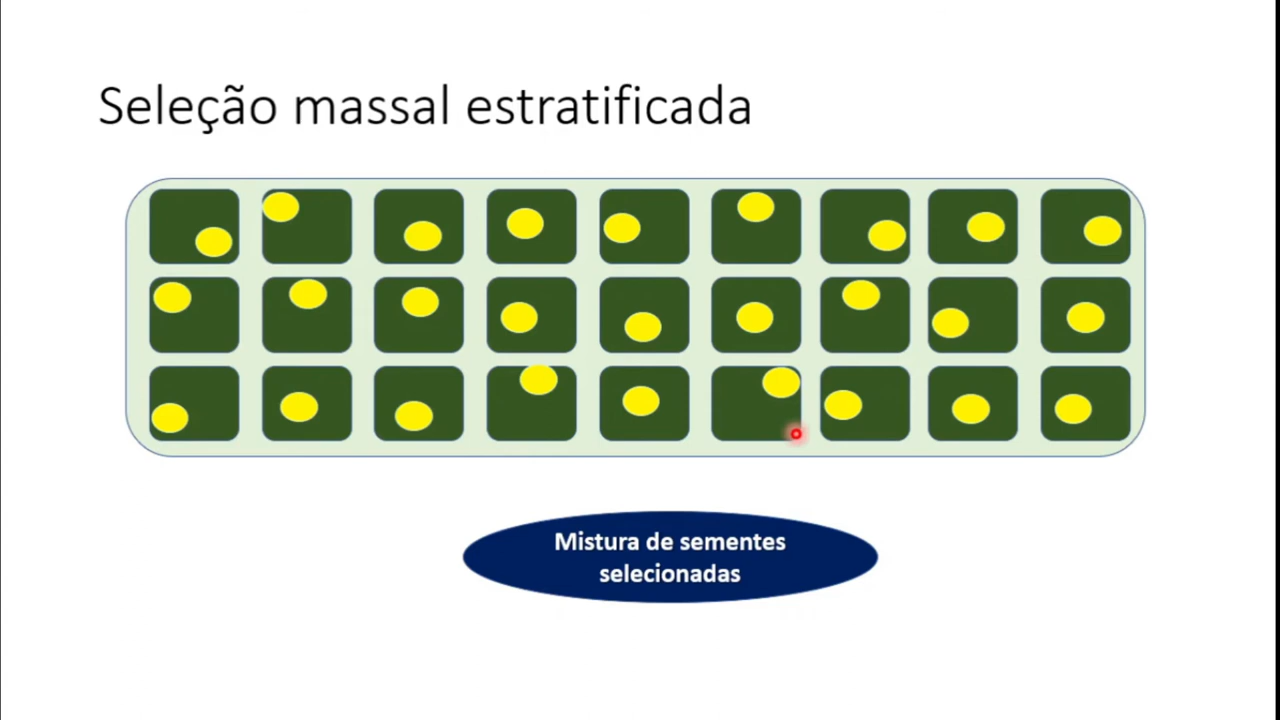 Seleção massal estratificada
Mistura de sementes
selecionadas